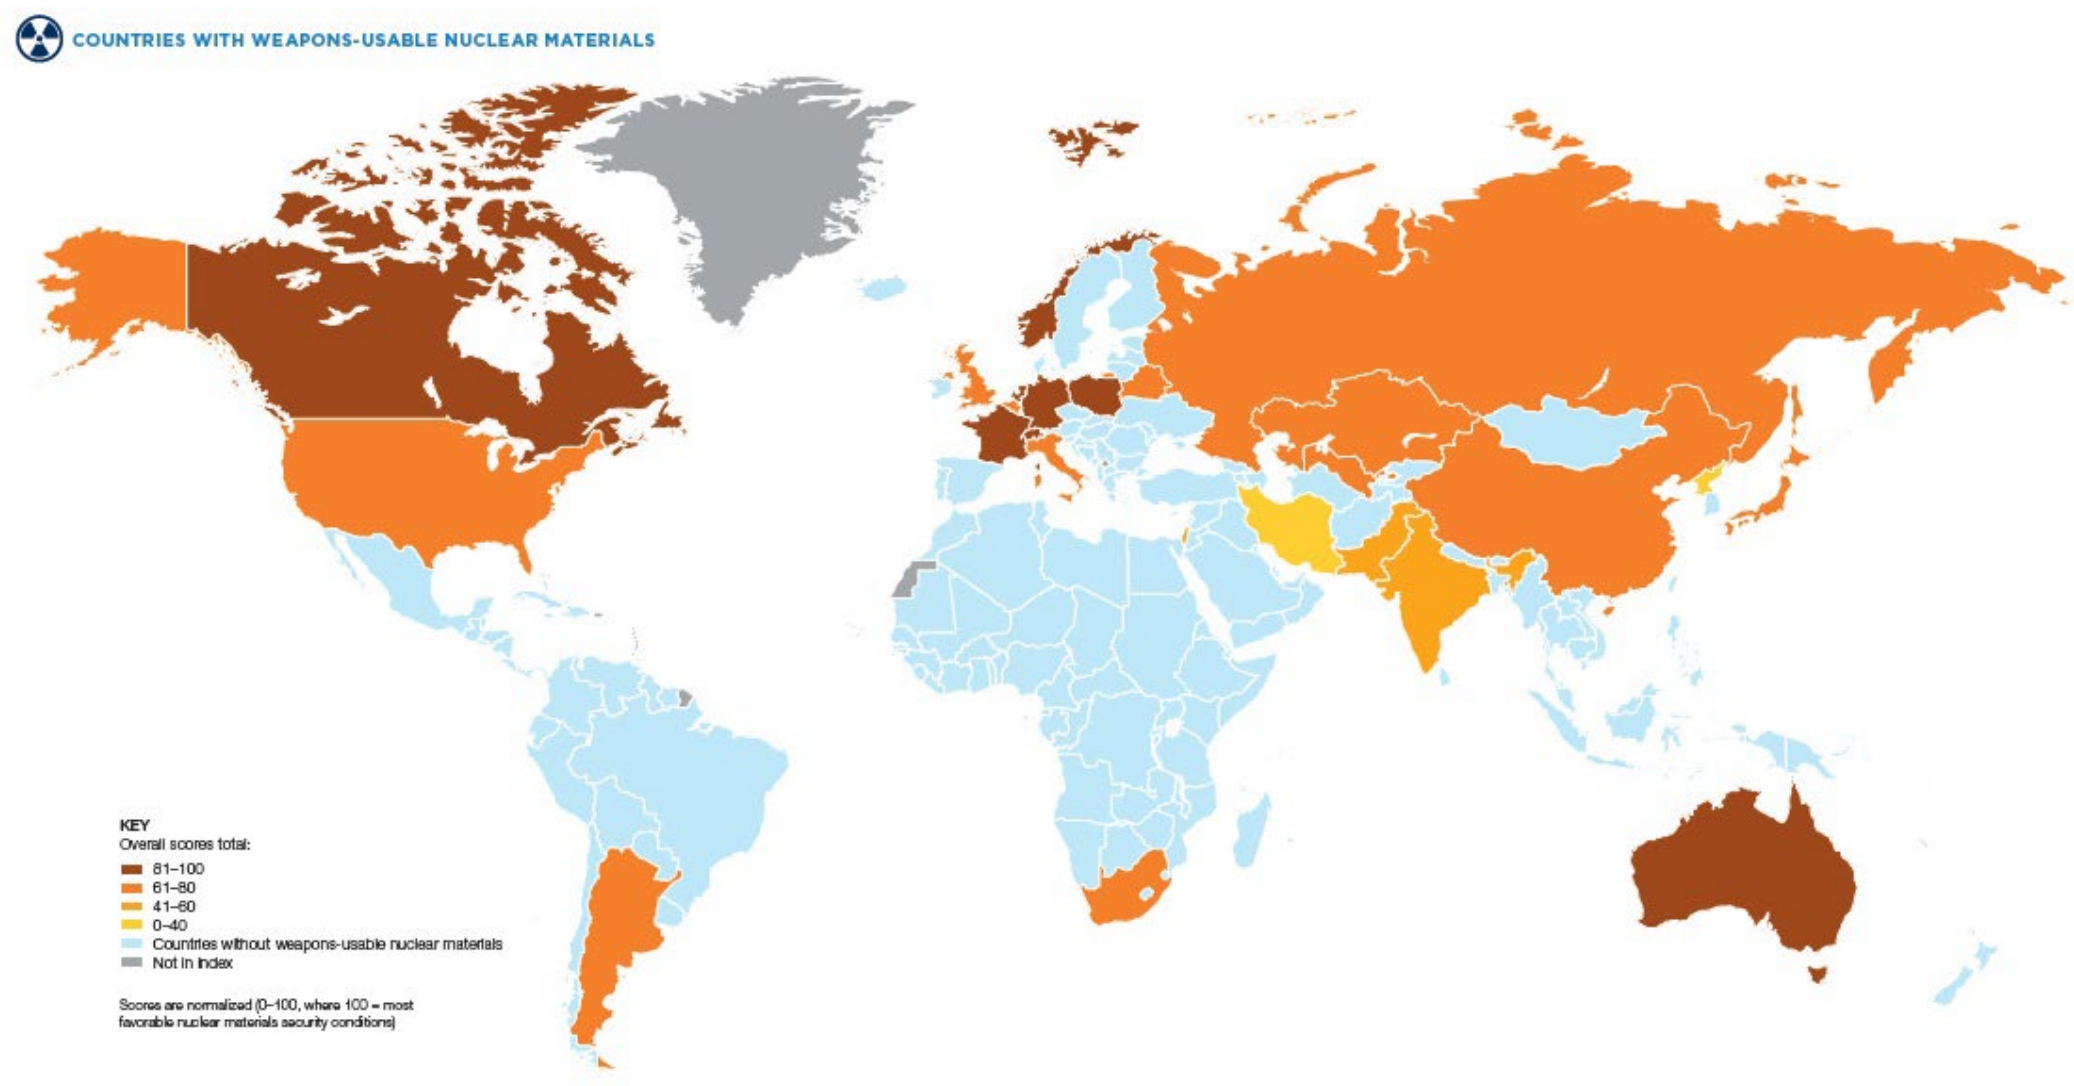 COUNTRIES WITH WEAPONS-USABLE NUCLEAR MATERIALS
KEY
Overall scores total:
81–100
61–80
41–60
0–40
Countries without weapons-usable nuclear materials
Not in Index
Scores are normalized (0–100, where 100 = most
favorable nuclear materials security conditions)